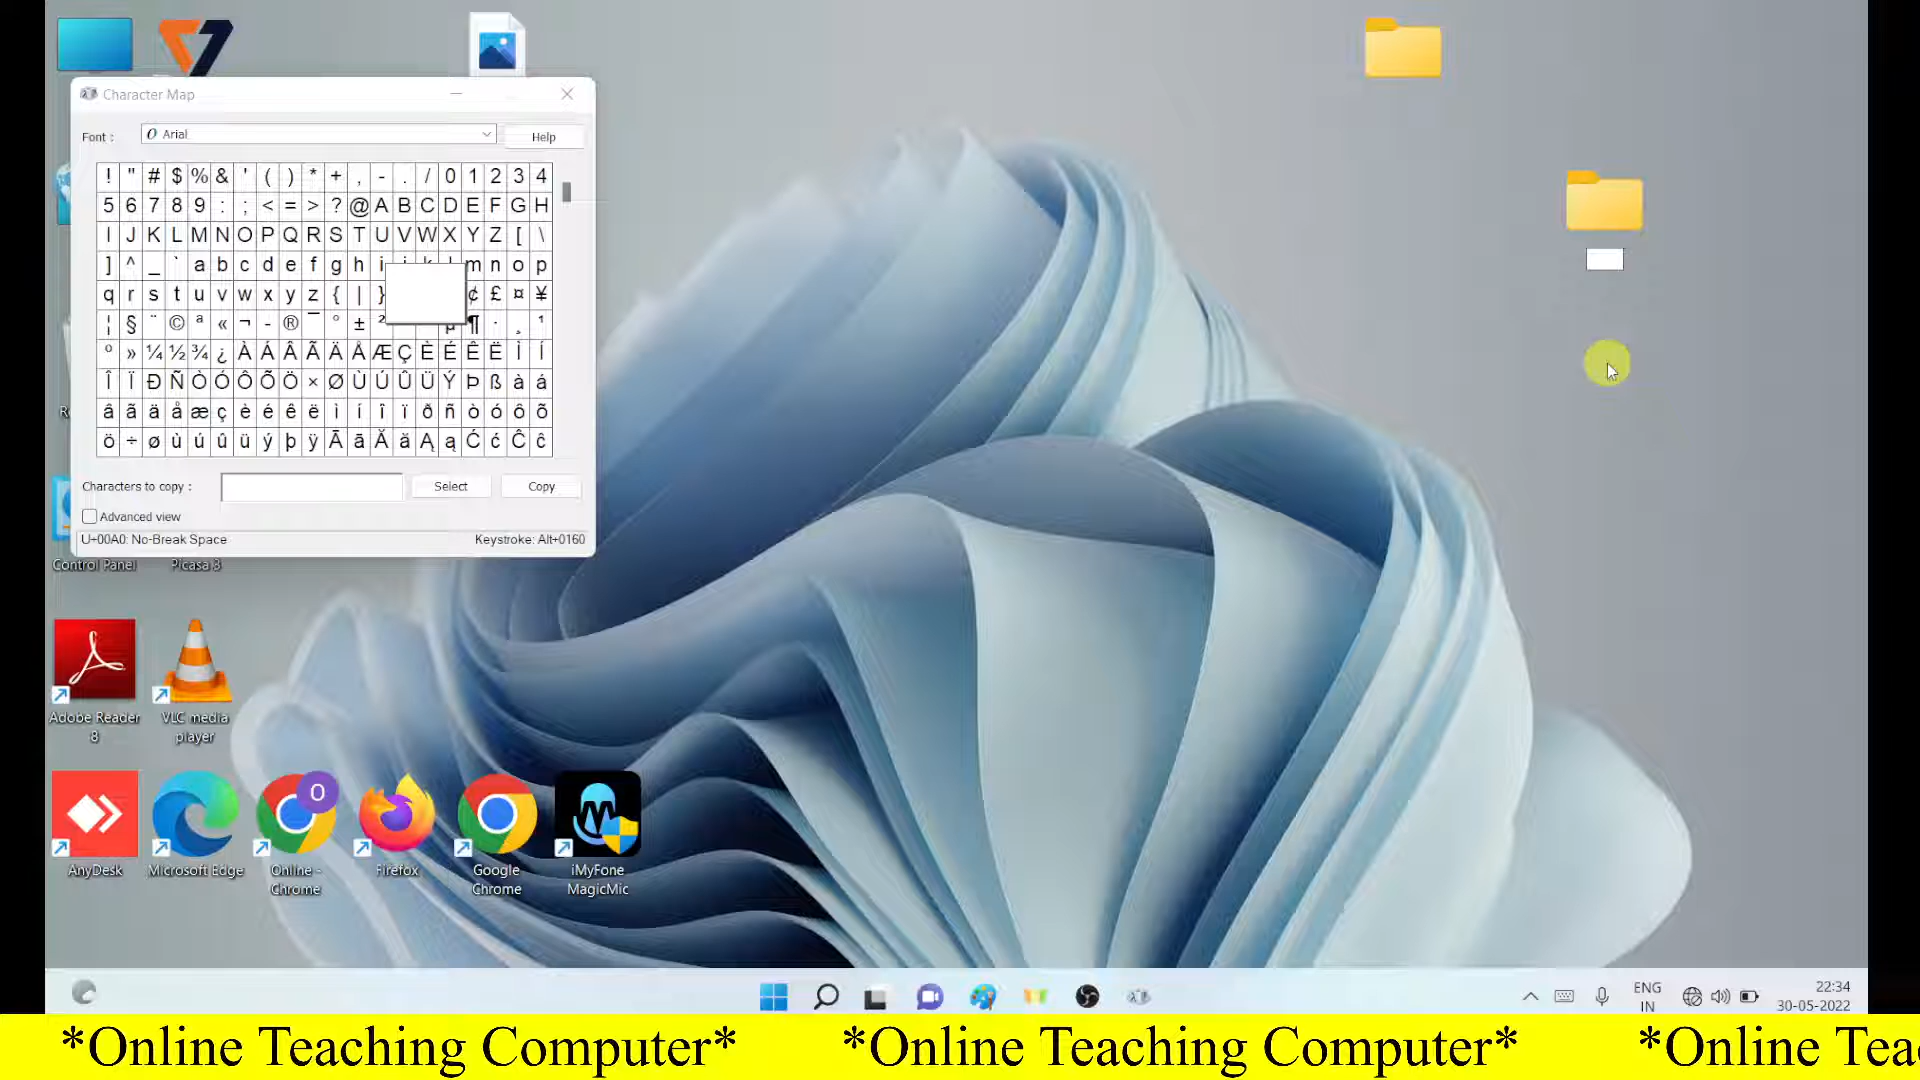 Character Map
Font :
O Arial
Help
! " # $ % & ' ( ) * + , - . / 0 1 2 3 4
5 6 7 8 9 : ; < = > ? @ A B C D E F G H
I J K L M N O P Q R S T U V W X Y Z [ \
] ^ _ ` a b c d e f g h i j k l m n o p
q r s t u v w x y z { | } ¢ £ ¤ ¥
¦ § ¨ © ª « ¬ - ® ¯ ° ± ² µ ¶ · ¸ ¹
º » ¼ ½ ¾ ¿ À Á Â Ã Ä Å Æ Ç È É Ê Ë Ì Í
Î Ï Ð Ñ Ò Ó Ô Õ Ö × Ø Ù Ú Û Ü Ý Þ ß à á
â ã ä å æ ç è é ê ë ì í î ï ð ñ ò ó ô õ
ö ÷ ø ù ú û ü ý þ ÿ Ā ā Ă ă Ą ą Ć ć Ĉ ĉ
Characters to copy :
Select
Copy
Advanced view
U+00A0: No-Break Space
Keystroke: Alt+0160
Control Panel
Picasa 3
Adobe Reader
8
VLC media
player
AnyDesk
Microsoft Edge
Online -
Chrome
Firefox
Google
Chrome
iMyFone
MagicMic
ENG
IN
22:34
30-05-2022
*Online Teaching Computer* *Online Teaching Computer* *Online Tea